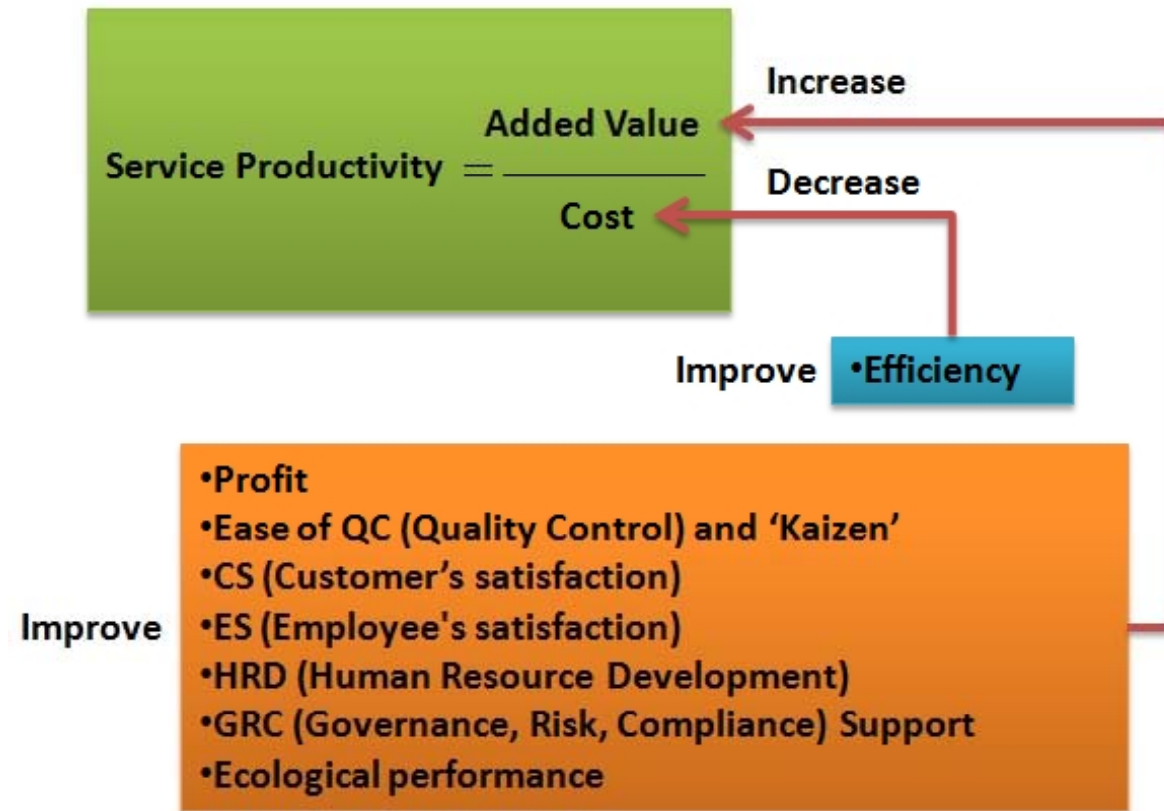 Increase
Added Value
Service Productivity =
Decrease
Cost
Improve •Efficiency
•Profit
•Ease of QC (Quality Control) and ‘Kaizen’
•CS (Customer’s satisfaction)
Improve •ES (Employee's satisfaction)
•HRD (Human Resource Development)
•GRC (Governance, Risk, Compliance) Support
•Ecological performance